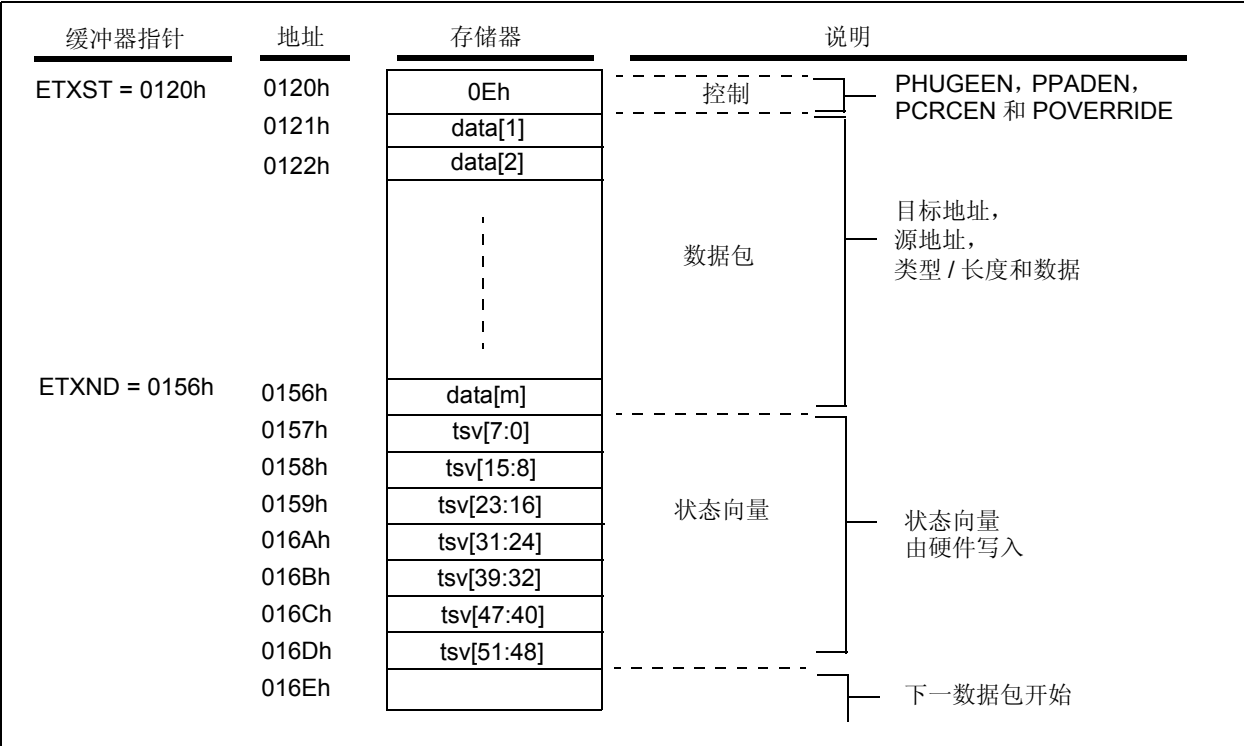 缓冲器指针 地址 存储器 说明
ETXST = 0120h 0120h 0Eh 控制 PHUGEEN，PPADEN，
PCRCEN 和 POVERRIDE
0121h data[1]
0122h data[2]
数据包
目标地址，
源地址，
类型 / 长度和数据
ETXND = 0156h 0156h data[m]
0157h tsv[7:0]
0158h tsv[15:8]
0159h tsv[23:16]
016Ah tsv[31:24]
016Bh tsv[39:32]
016Ch tsv[47:40]
016Dh tsv[51:48]
状态向量
状态向量
由硬件写入
016Eh 下一数据包开始